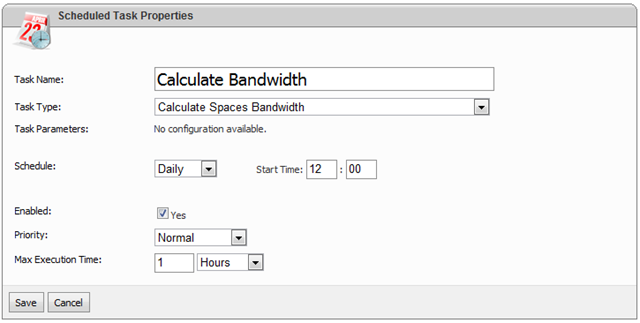 Scheduled Task Properties
Task Name: Calculate Bandwidth
Task Type: Calculate Spaces Bandwidth
Task Parameters: No configuration available.
Schedule: Daily Start Time: 12 : 00
Enabled: Yes
Priority: Normal
Max Execution Time: 1 Hours
Save Cancel